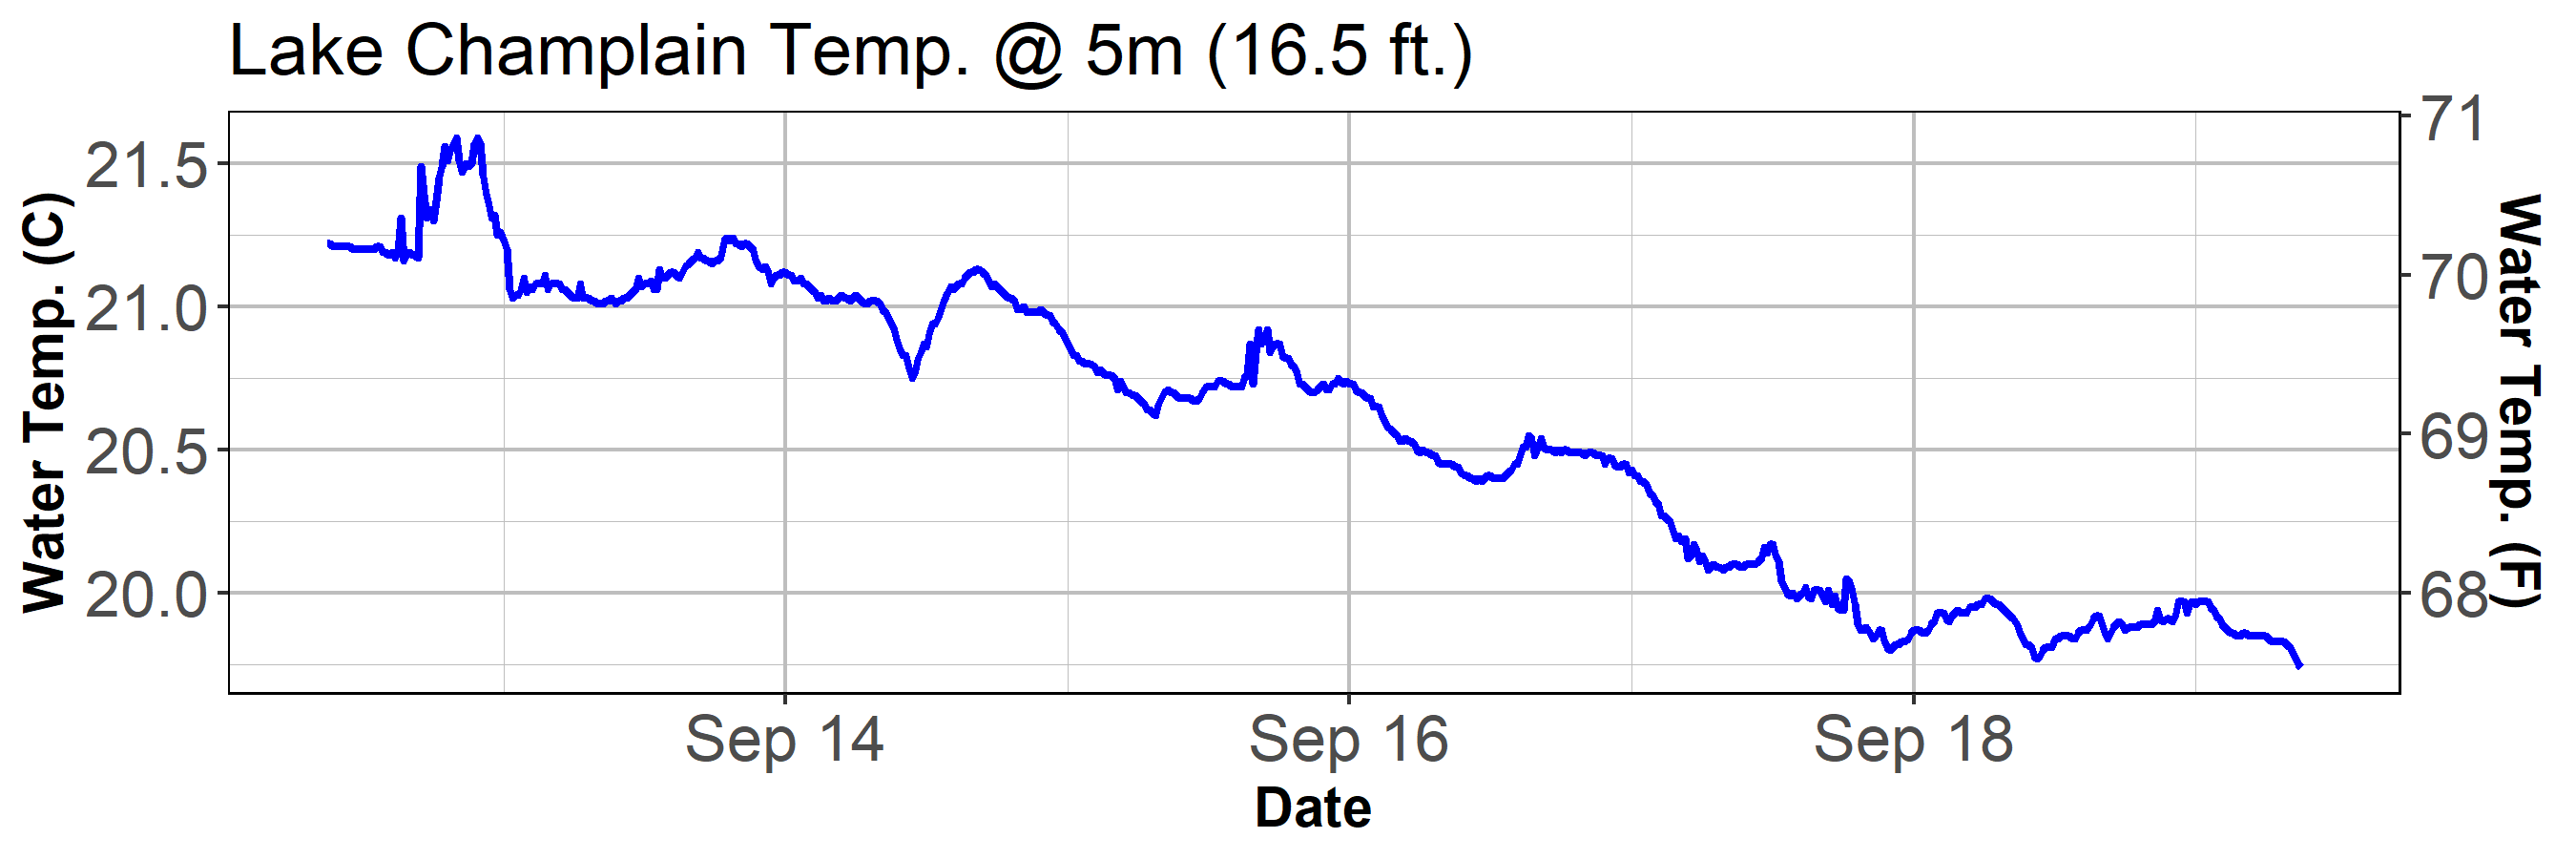 Lake Champlain Temp. @ 5m (16.5 ft.)
Water Temp. (C)
21.5
21.0
20.5
20.0
71
70
69
68
Water Temp. (F)
Sep 14
Sep 16
Sep 18
Date